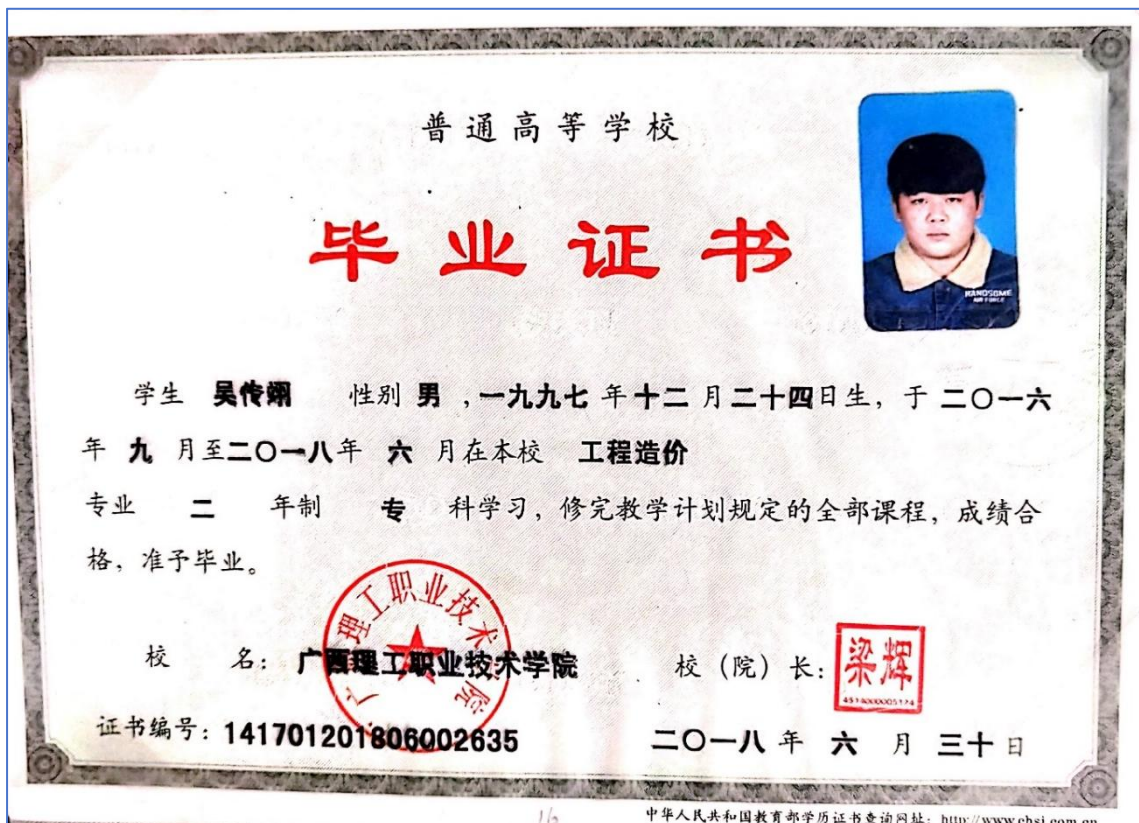 普通高等学校
毕业证书
HANDSOME
AIR FORCE
学生 吴传翊 性别 男 ,一九九七 年 十二 月 二十四日生, 于 二〇一六
年 九 月至二〇一八年 六 月在本校 工程造价
专业 二 年制 专 科学习, 修完教学计划规定的全部课程, 成绩合
格, 准予毕业。
校 名: 广西理工职业技术学院 校 (院) 长: 梁辉
广西理工职业技术学院
证书编号: 141701201806002635 二〇一八 年 六 月 三十 日
中华人民共和国教育部学历证书查询网址: http://www.chsi.com.cn